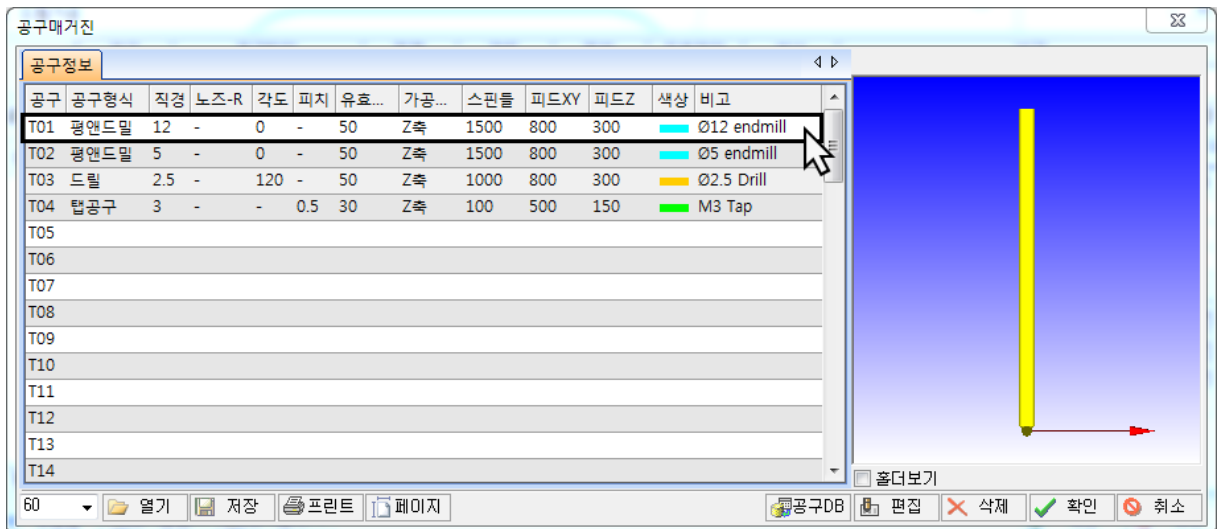 공구매거진
공구정보
공구 공구형식 직경 노즈-R 각도 피치 유효... 가공... 스핀들 피드XY 피드Z 색상 비고
T01 평앤드밀 12 - 0 - 50 Z축 1500 800 300 Ø12 endmill
T02 평앤드밀 5 - 0 - 50 Z축 1500 800 300 Ø5 endmill
T03 드릴 2.5 - 120 - 50 Z축 1000 800 300 Ø2.5 Drill
T04 탭공구 3 - - 0.5 30 Z축 100 500 150 M3 Tap
T05
T06
T07
T08
T09
T10
T11
T12
T13
T14
홀더보기
60 열기 저장 프린트 페이지 공구DB 편집 삭제 확인 취소